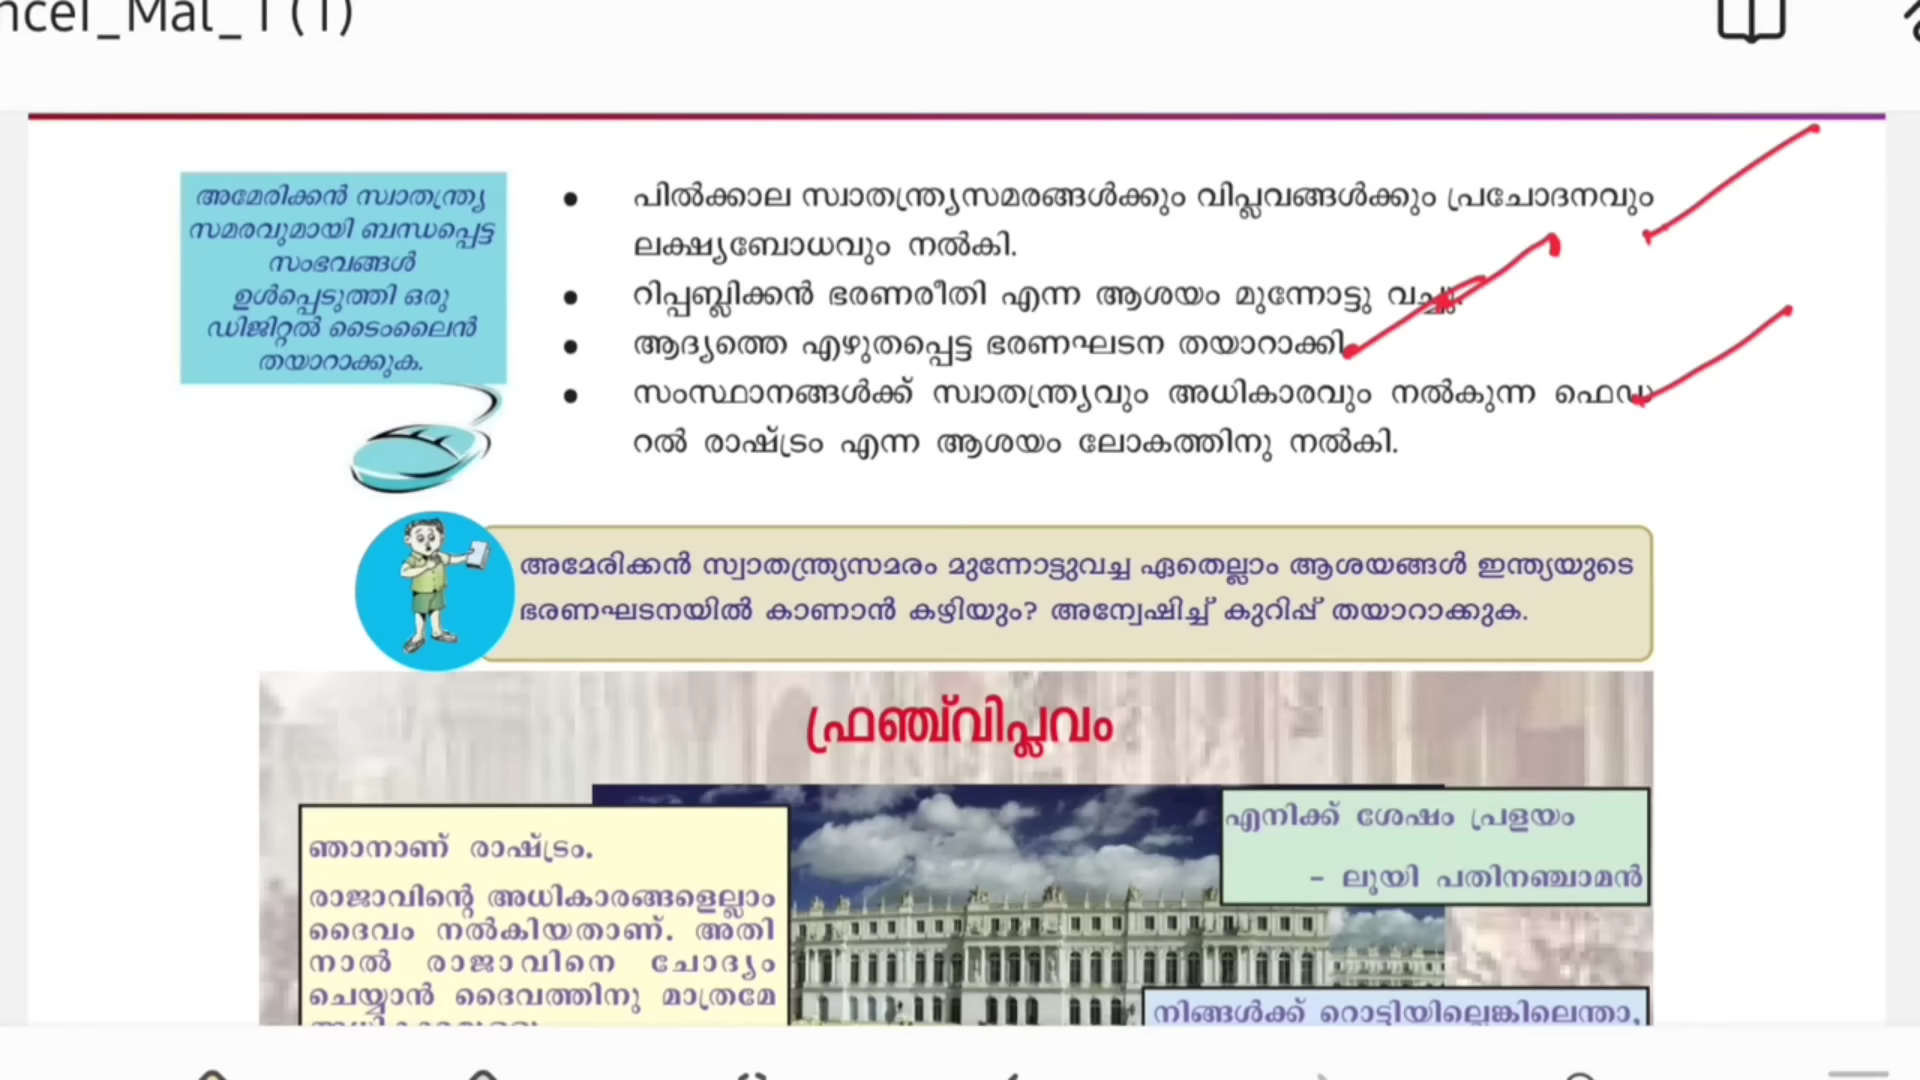 അമേരിക്കൻ സ്വാതന്ത്ര്യ
സമരവുമായി ബന്ധപ്പെട്ട
സംഭവങ്ങൾ
ഉൾപ്പെടുത്തി ഒരു
ഡിജിറ്റൽ ടൈംലൈൻ
തയാറാക്കുക.
• പിൽക്കാല സ്വാതന്ത്ര്യസമരങ്ങൾക്കും വിപ്ലവങ്ങൾക്കും പ്രചോദനവും
ലക്ഷ്യബോധവും നൽകി.
• റിപ്പബ്ലിക്കൻ ഭരണരീതി എന്ന ആശയം മുന്നോട്ടു വച്ചു.
• ആദ്യത്തെ എഴുതപ്പെട്ട ഭരണഘടന തയാറാക്കി
• സംസ്ഥാനങ്ങൾക്ക് സ്വാതന്ത്ര്യവും അധികാരവും നൽകുന്ന ഫെഡ
റൽ രാഷ്ട്രം എന്ന ആശയം ലോകത്തിനു നൽകി.
അമേരിക്കൻ സ്വാതന്ത്ര്യസമരം മുന്നോട്ടുവച്ച ഏതെല്ലാം ആശയങ്ങൾ ഇന്ത്യയുടെ
ഭരണഘടനയിൽ കാണാൻ കഴിയും? അന്വേഷിച്ച് കുറിപ്പ് തയാറാക്കുക.
ഫ്രഞ്ച് വിപ്ലവം
ഞാനാണ് രാഷ്ട്രം.
രാജാവിന്റെ അധികാരങ്ങളെല്ലാം
ദൈവം നൽകിയതാണ്. അതി
നാൽ രാജാവിനെ ചോദ്യം
ചെയ്യാൻ ദൈവത്തിനു മാത്രമേ
എനിക്ക് ശേഷം പ്രളയം
- ലൂയി പതിനഞ്ചാമൻ
നിങ്ങൾക്ക് റൊട്ടിയില്ലെങ്കിലെന്താ,